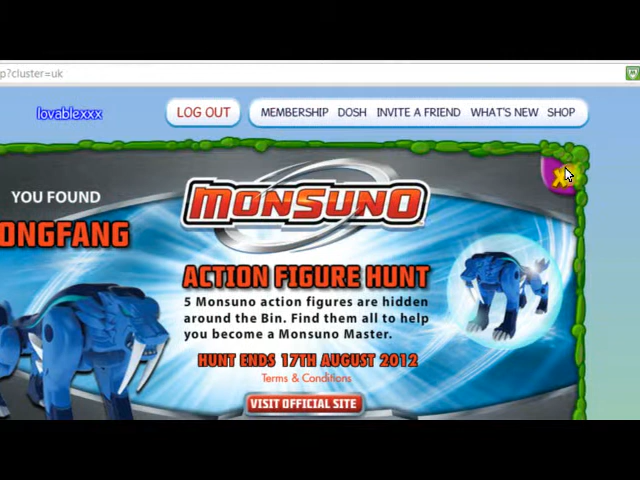 p?cluster=uk
lovablexxx
LOG OUT
MEMBERSHIP DOSH INVITE A FRIEND WHAT'S NEW SHOP
YOU FOUND
ONGFANG
MONSUNO
ACTION FIGURE HUNT
5 Monsuno action figures are hidden
around the Bin. Find them all to help
you become a Monsuno Master.
HUNT ENDS 17TH AUGUST 2012
Terms & Conditions
VISIT OFFICIAL SITE